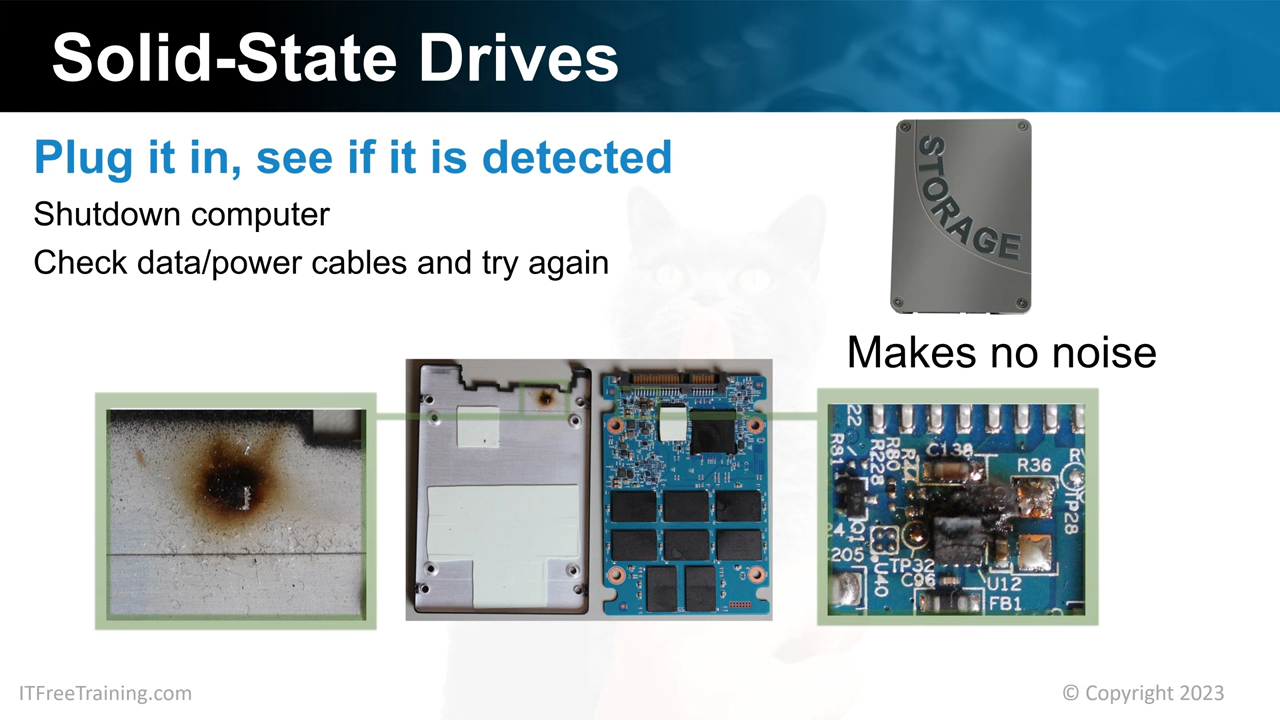 Solid-State Drives
Plug it in, see if it is detected
Shutdown computer
Check data/power cables and try again
STORAGE
Makes no noise
22
R81
R228
R80
C138
R36
TP28
Q1
205
U40
TP32
C96
U12
FB1
ITFreeTraining.com
© Copyright 2023